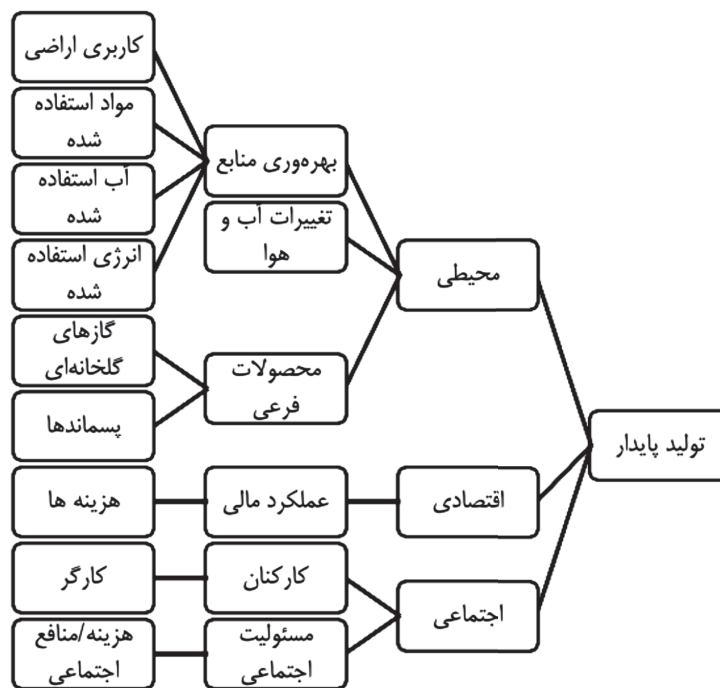 تولید پایدار
محیطی
اقتصادی
اجتماعی
بهره‌وری منابع
تغییرات آب و
هوا
محصولات
فرعی
عملکرد مالی
کارکنان
مسئولیت
اجتماعی
کاربری اراضی
مواد استفاده
شده
آب استفاده
شده
انرژی استفاده
شده
گازهای
گلخانه‌ای
پسماندها
هزینه ها
کارگر
هزینه/منافع
اجتماعی